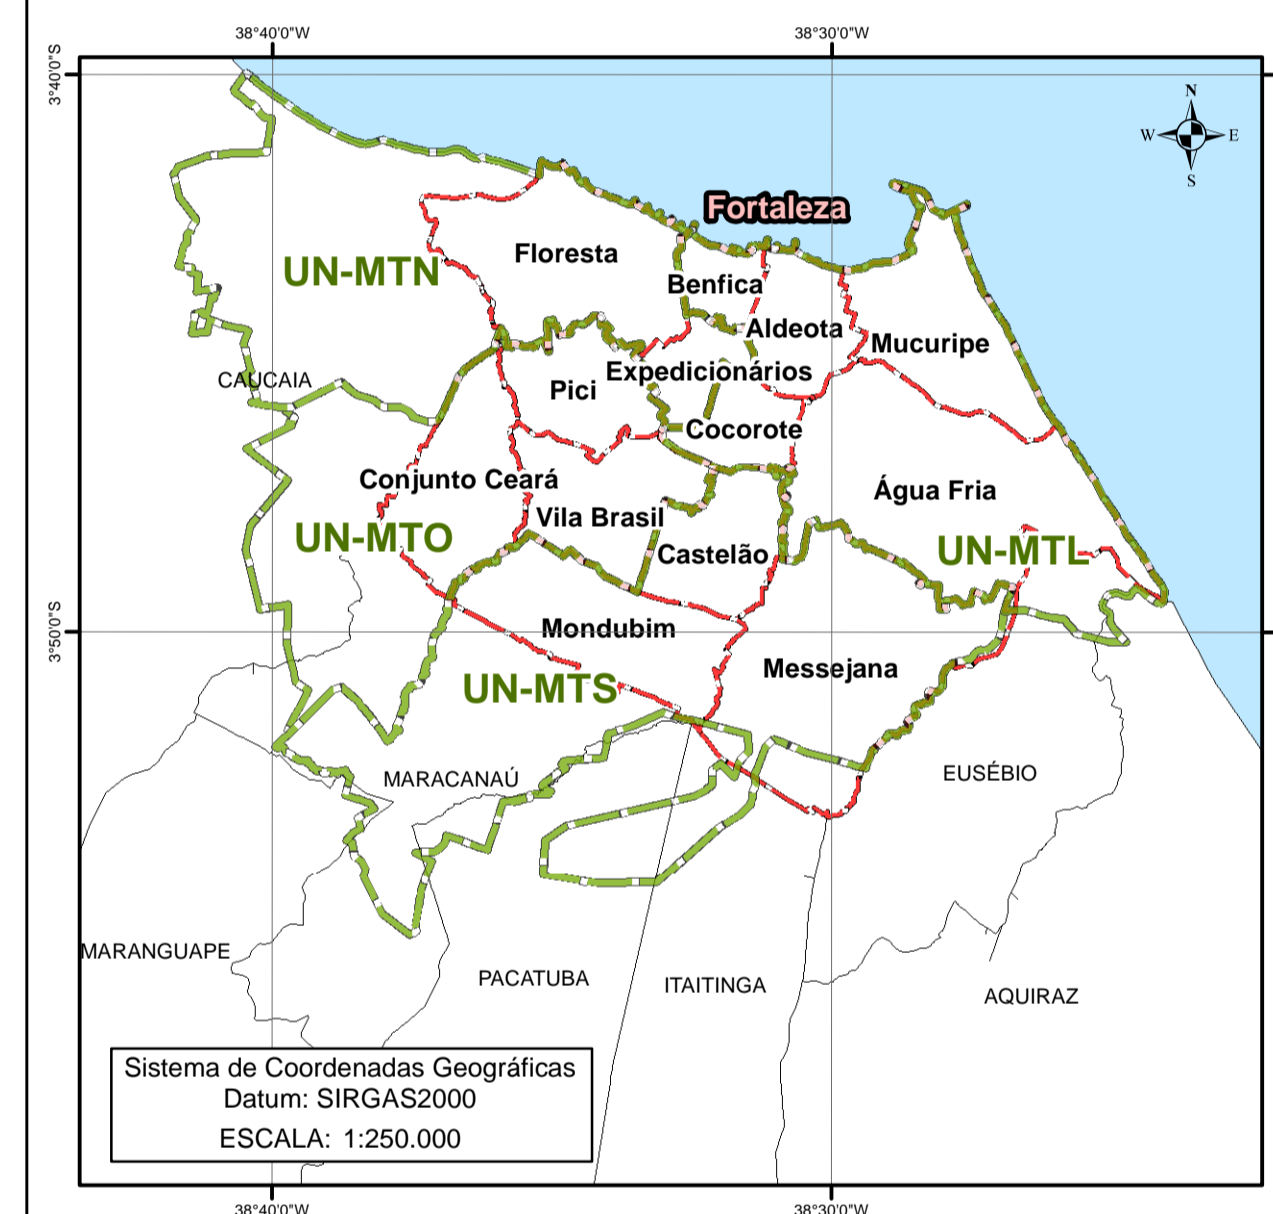 38°40'0"W
38°30'0"W
3°40'0"S
N
W
E
S
Fortaleza
Floresta
UN-MTN
Benfica
Aldeota
Mucuripe
Expedicionários
CAUCAIA
Pici
Cocorote
Conjunto Ceará
Água Fria
Vila Brasil
UN-MTO
UN-MTL
Castelão
3°50'0"S
Mondubim
Messejana
UN-MTS
MARACANAÚ
EUSÉBIO
MARANGUAPE
PACATUBA
ITAITINGA
AQUIRAZ
Sistema de Coordenadas Geográficas
Datum: SIRGAS2000
ESCALA: 1:250.000
38°40'0"W
38°30'0"W